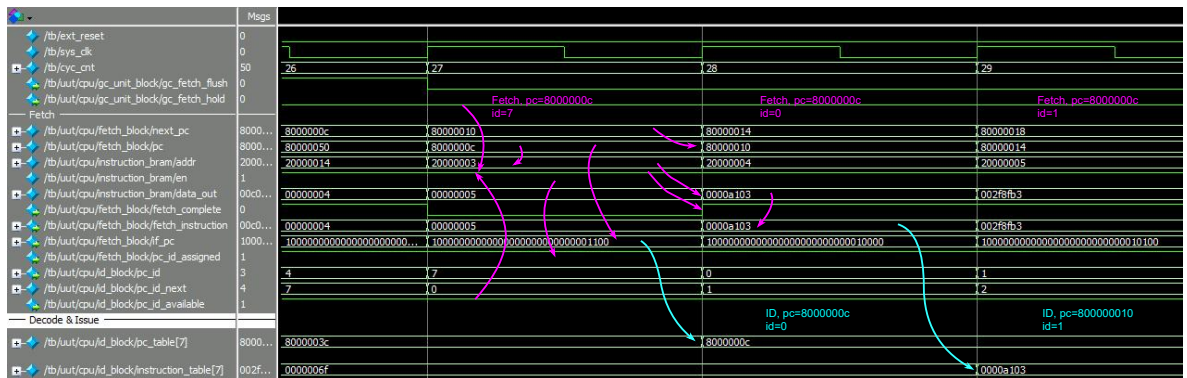 Msgs
/tb/ext_reset 0
/tb/sys_clk 0
/tb/cyc_cnt 50 26 27 28 29
/tb/uut/cpu/gc_unit_block/gc_fetch_flush 0
/tb/uut/cpu/gc_unit_block/gc_fetch_hold 0
Fetch, pc=8000000c Fetch, pc=8000000c Fetch, pc=8000000c
id=7 id=0 id=1
Fetch
/tb/uut/cpu/fetch_block/next_pc 8000... 8000000c 80000010 80000014 80000018
/tb/uut/cpu/fetch_block/pc 8000... 80000050 8000000c 80000010 80000014
/tb/uut/cpu/instruction_bram/addr 2000... 20000014 20000003 20000004 20000005
/tb/uut/cpu/instruction_bram/en 1
/tb/uut/cpu/instruction_bram/data_out 00c0... 00000004 00000005 0000a103 002f8fb3
/tb/uut/cpu/fetch_block/fetch_complete 0
/tb/uut/cpu/fetch_block/fetch_instruction 00c0... 00000004 00000005 0000a103 002f8fb3
/tb/uut/cpu/fetch_block/if_pc 1000... 10000000000000000000000... 10000000000000000000000000001100 10000000000000000000000000010000 10000000000000000000000000010100
/tb/uut/cpu/fetch_block/pc_id_assigned 1
/tb/uut/cpu/id_block/pc_id 3 4 7 0 1
/tb/uut/cpu/id_block/pc_id_next 4 7 0 1 2
/tb/uut/cpu/id_block/pc_id_available 1
ID, pc=8000000c ID, pc=800000010
id=0 id=1
Decode & Issue
/tb/uut/cpu/id_block/pc_table[7] 8000... 8000003c 8000000c
/tb/uut/cpu/id_block/instruction_table[7] 002f... 0000006f 0000a103